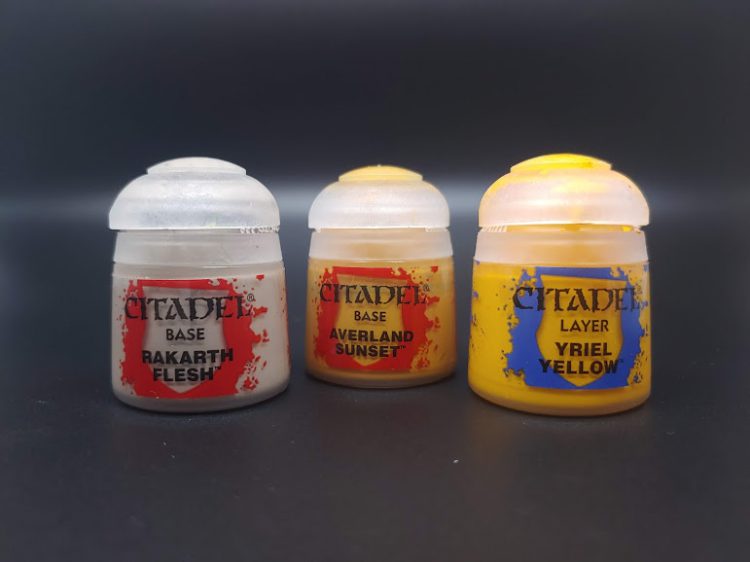 CITADEL®
BASE
RAKARTH
FLESH™
CITADEL®
BASE
AVERLAND
SUNSET™
CITADEL®
LAYER
YRIEL
YELLOW™